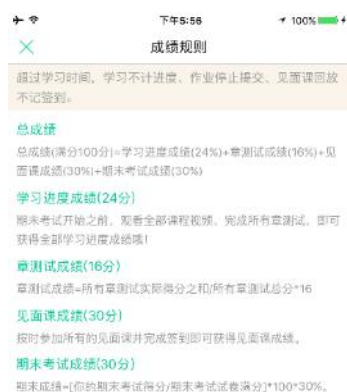 下午5:56
100%
成绩规则
超过学习时间，学习不计进度、作业停止提交、见面课回放
不记签到。
总成绩
总成绩(满分100分)=学习进度成绩(24%)+章测试成绩(16%)+见
面课成绩(30%)+期末考试成绩(30%)
学习进度成绩(24分)
期末考试开始之前，观看全部课程视频、完成所有章测试，即可
获得全部学习进度成绩哦！
章测试成绩(16分)
章测试成绩=所有章测试实际得分之和/所有章测试总分*16
见面课成绩(30分)
按时参加所有的见面课并完成签到即可获得见面课成绩。
期末考试成绩(30分)
期末成绩=[你的期末考试得分/期末考试试卷满分]*100*30%。